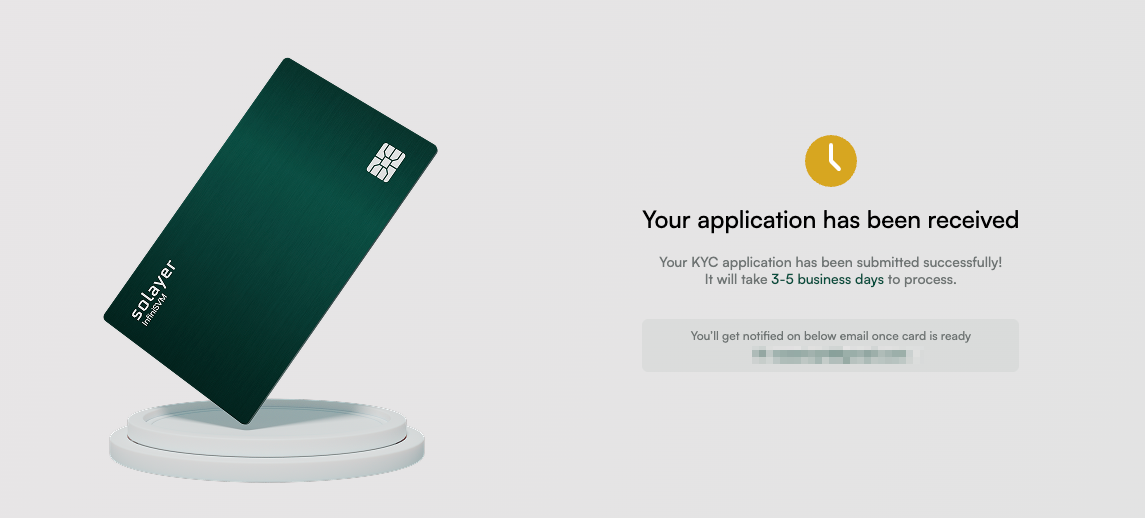 solayer
InfiniSVM
Your application has been received
Your KYC application has been submitted successfully!
It will take 3-5 business days to process.
You'll get notified on below email once card is ready